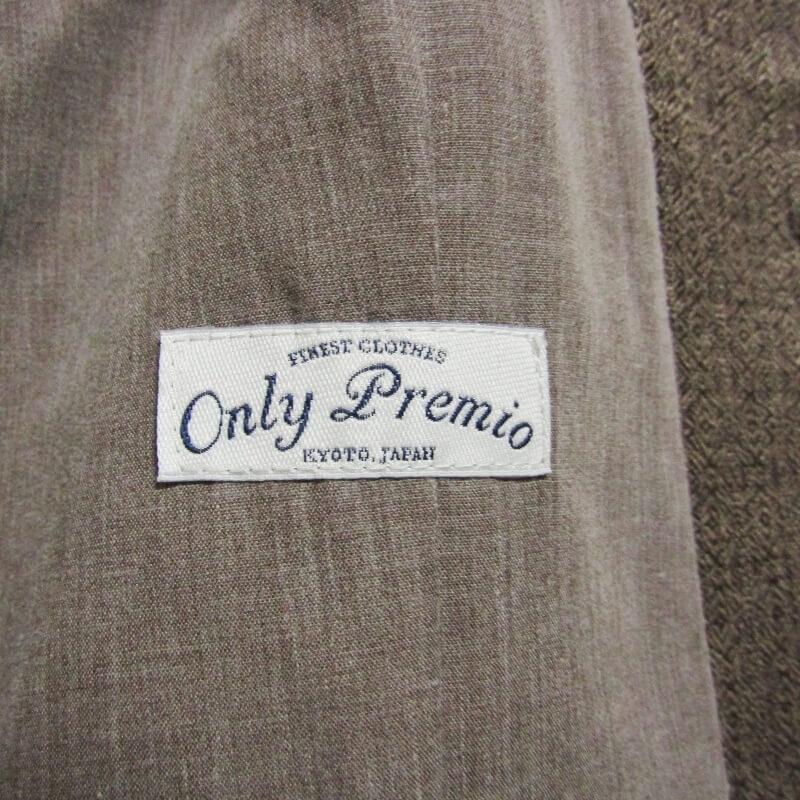 FINEST CLOTHES
Only Premio
KYOTO, JAPAN